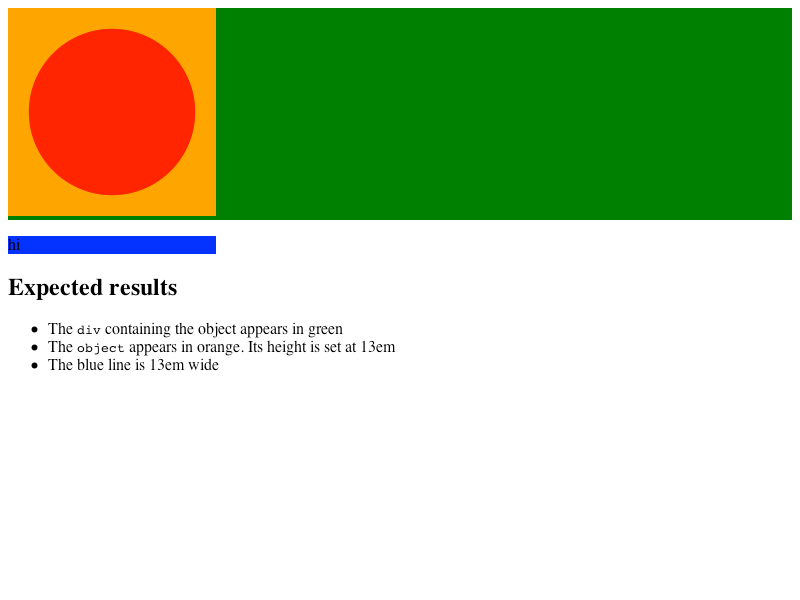 hi
Expected results
The div containing the object appears in green
The object appears in orange. Its height is set at 13em
The blue line is 13em wide